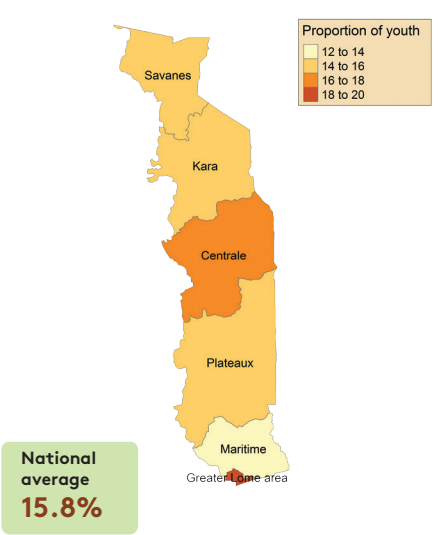 Proportion of youth
12 to 14
14 to 16
16 to 18
18 to 20
Savanes
Kara
Centrale
Plateaux
Maritime
Greater Lome area
National
average
15.8%